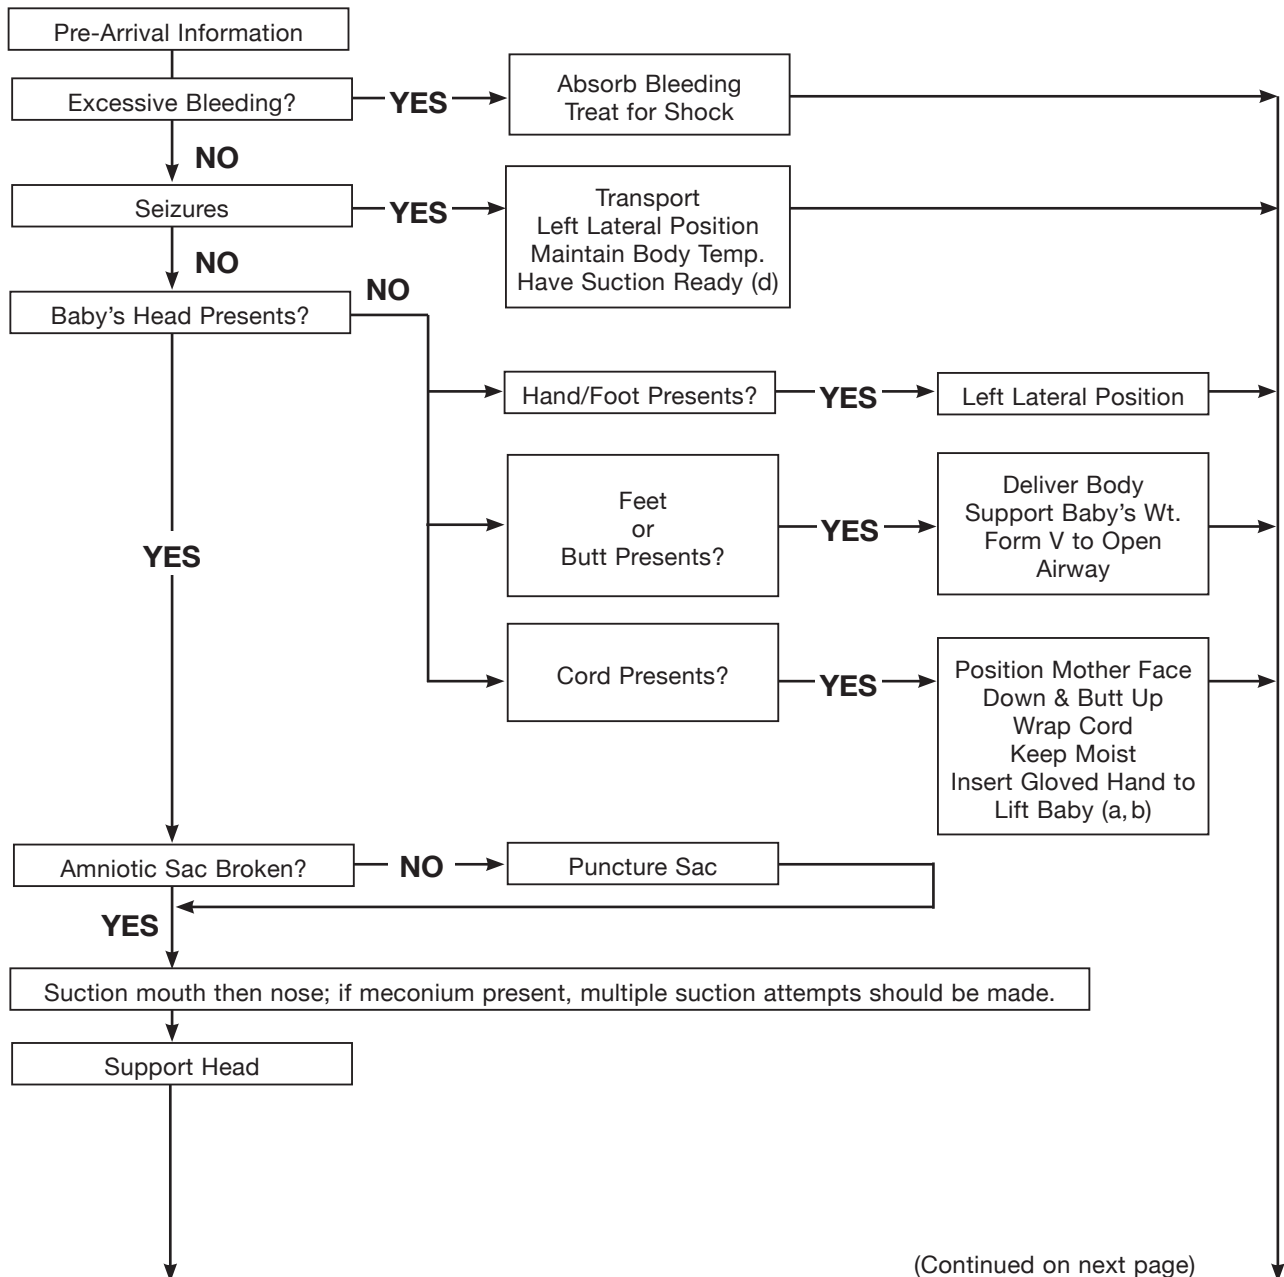 Pre-Arrival Information
Excessive Bleeding?
YES
Absorb Bleeding
Treat for Shock
NO
Seizures
YES
Transport
Left Lateral Position
Maintain Body Temp.
Have Suction Ready (d)
NO
Baby's Head Presents?
NO
Hand/Foot Presents?
YES
Left Lateral Position
Feet
or
Butt Presents?
YES
Deliver Body
Support Baby's Wt.
Form V to Open
Airway
YES
Cord Presents?
YES
Position Mother Face
Down & Butt Up
Wrap Cord
Keep Moist
Insert Gloved Hand to
Lift Baby (a, b)
Amniotic Sac Broken?
NO
Puncture Sac
YES
Suction mouth then nose; if meconium present, multiple suction attempts should be made.
Support Head
(Continued on next page)